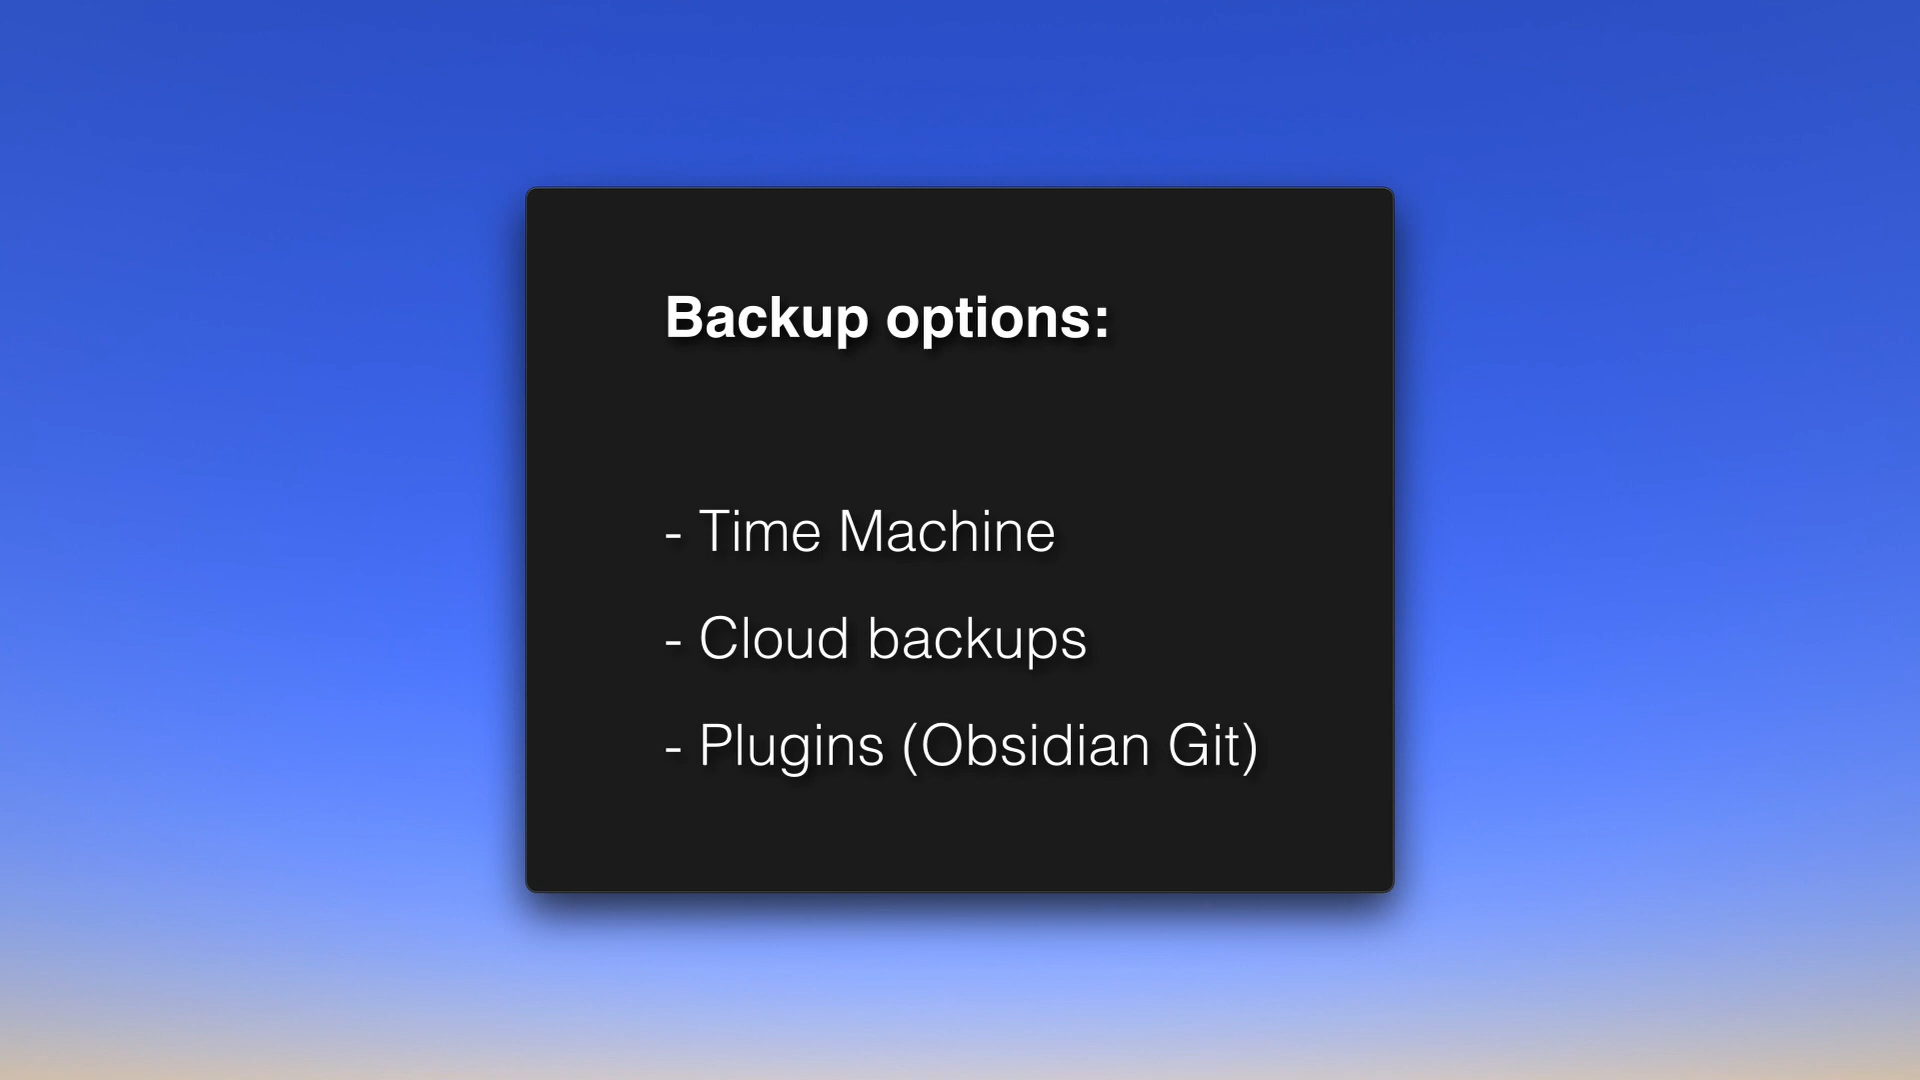 Backup options:
- Time Machine
- Cloud backups
- Plugins (Obsidian Git)